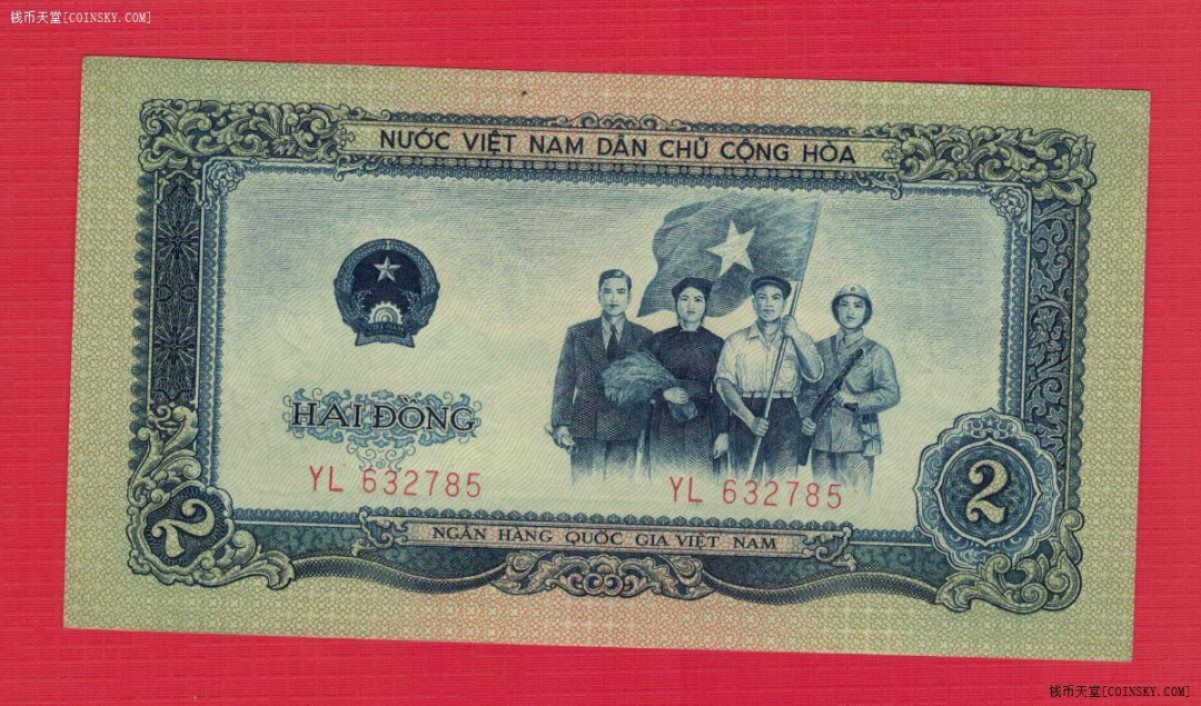 钱币天堂[COINSKY.COM]
NƯỚC VIỆT NAM DÂN CHỦ CỘNG HÒA
HAI ĐỒNG
YL 632785
YL 632785
2
2
NGÂN HÀNG QUỐC GIA VIỆT NAM
钱币天堂[COINSKY.COM]